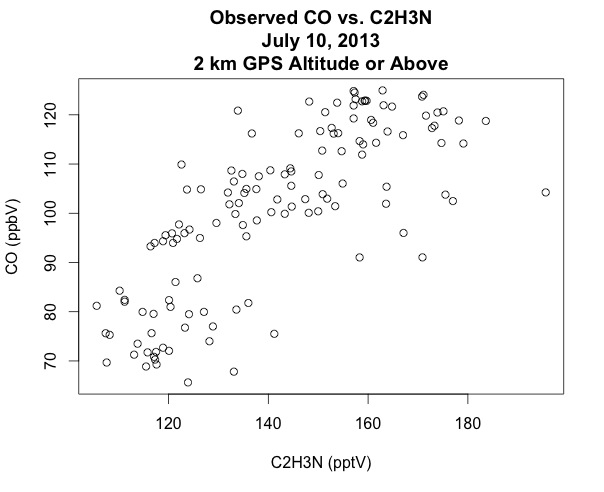 Observed CO vs. C2H3N
July 10, 2013
2 km GPS Altitude or Above
120
110
100
90
80
70
CO (ppbV)
120 140 160 180
C2H3N (pptV)